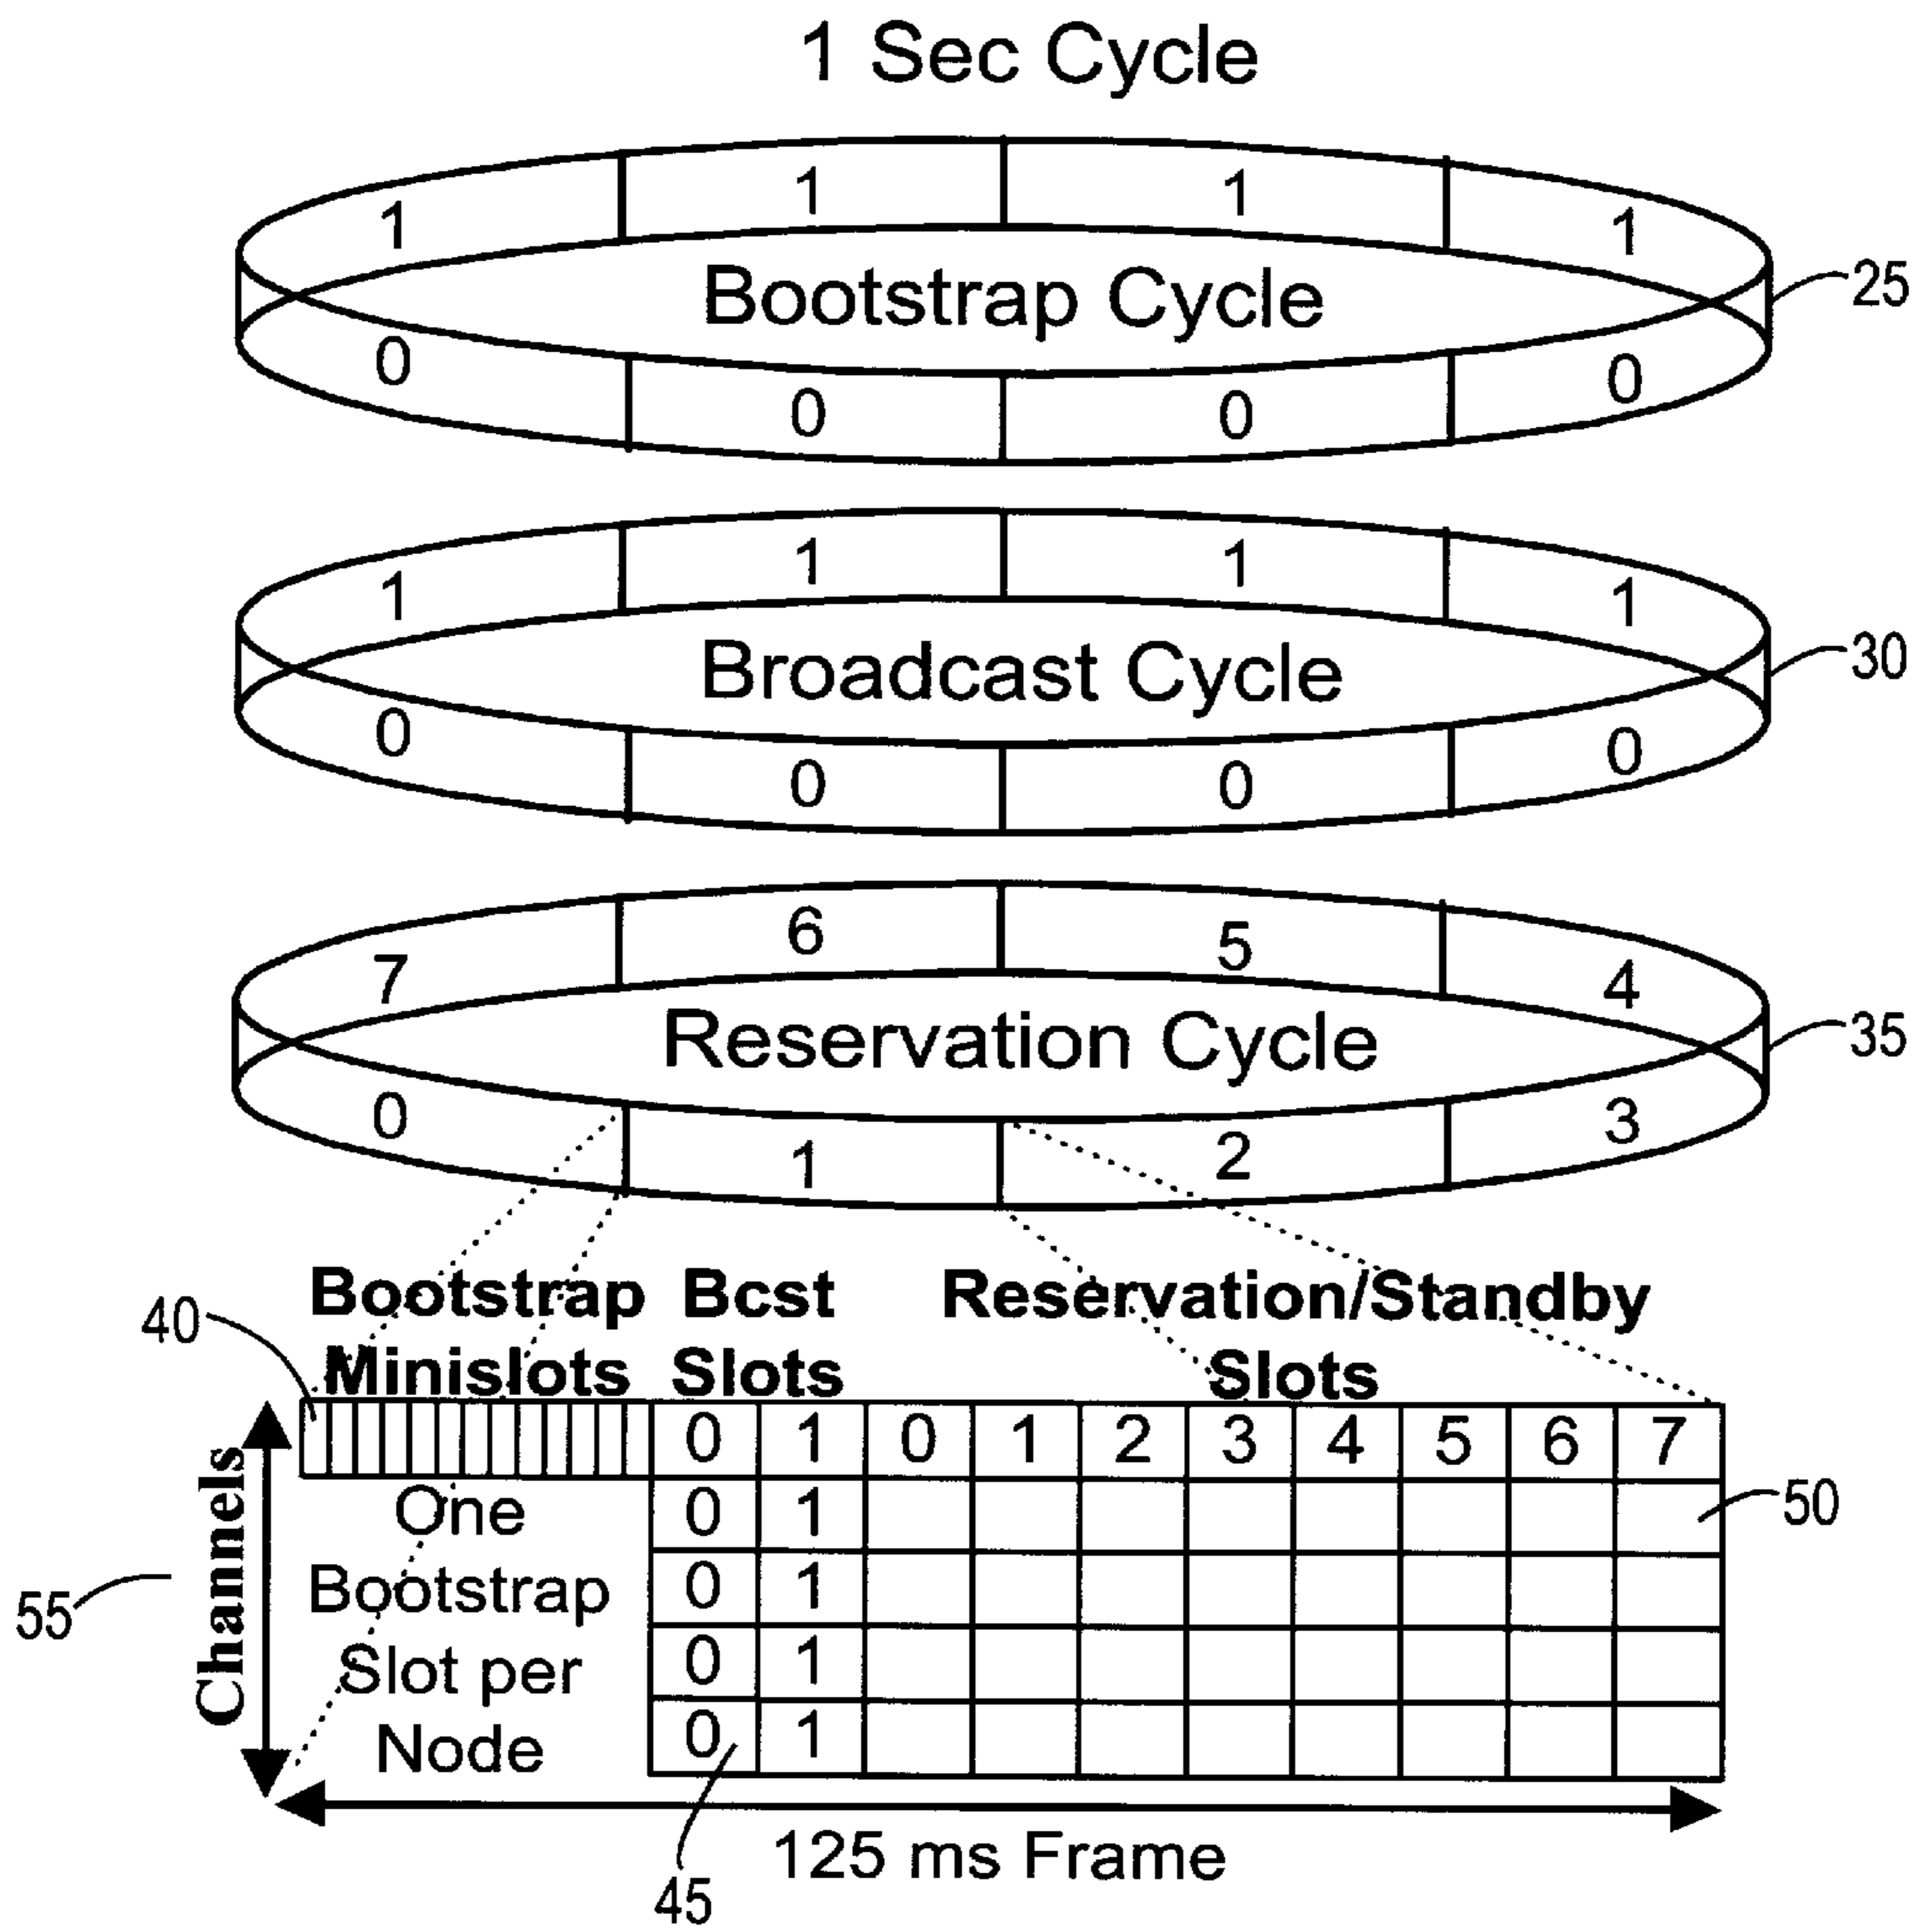 1 Sec Cycle
1 1 1 1
Bootstrap Cycle
25
0 0 0 0
1 1 1 1
Broadcast Cycle
30
0 0 0 0
7 6 5 4
Reservation Cycle
35
0 1 2 3
Bootstrap Bcst Reservation/Standby
40
Minislots Slots Slots
0 1 0 1 2 3 4 5 6 7
One 0 1
50
Bootstrap 0 1
55
Channels
Slot per 0 1
Node 0 1
125 ms Frame
45